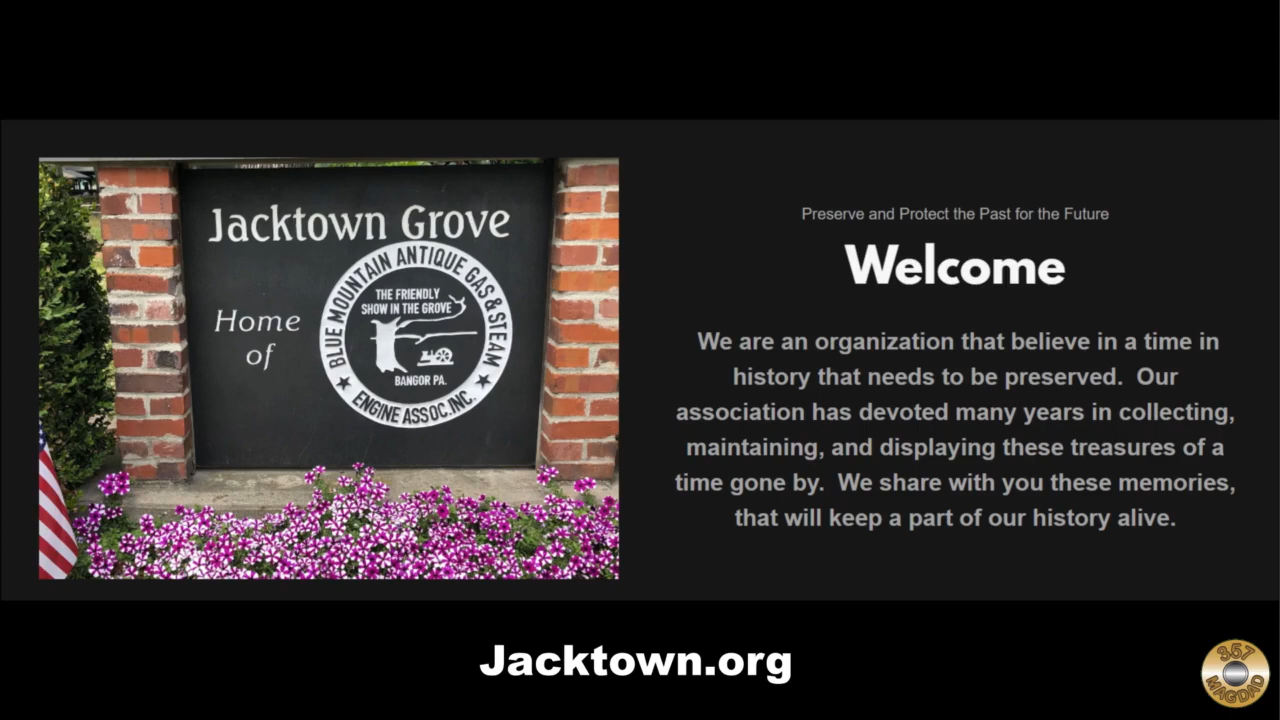 Jacktown Grove
Home
of
BLUE MOUNTAIN ANTIQUE GAS & STEAM
ENGINE ASSOC. INC.
THE FRIENDLY
SHOW IN THE GROVE
BANGOR PA.
Preserve and Protect the Past for the Future
Welcome
We are an organization that believe in a time in
history that needs to be preserved.  Our
association has devoted many years in collecting,
maintaining, and displaying these treasures of a
time gone by.  We share with you these memories,
that will keep a part of our history alive.
Jacktown.org
357
MAGDAD